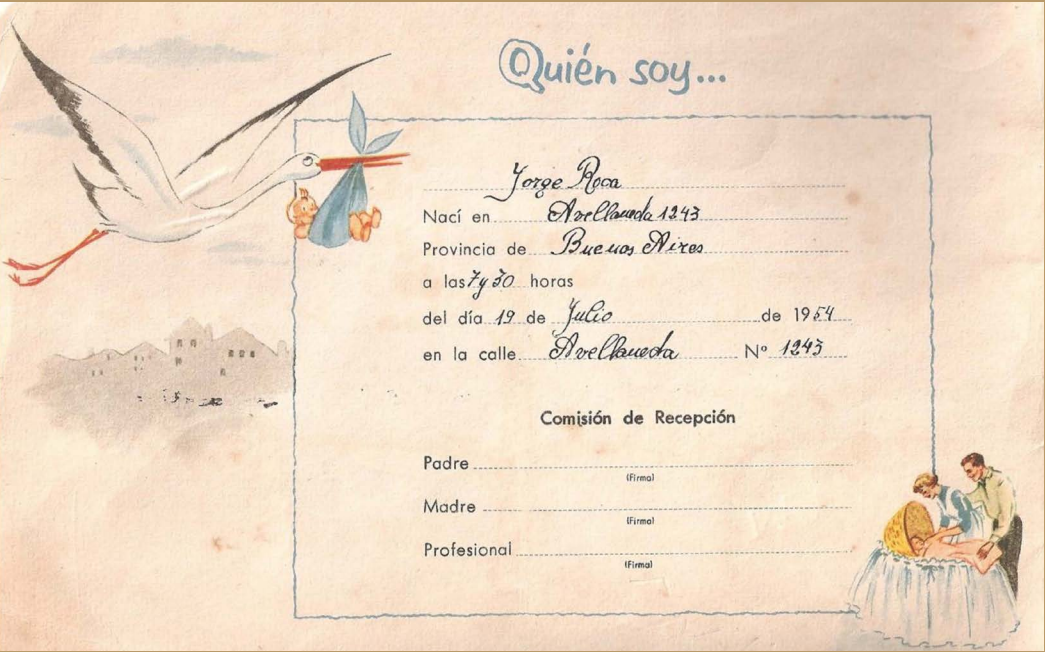 Quién soy...
Jorge Roca
Nací en Avellaneda 1243
Provincia de Buenos Aires
a las 7 y 30 horas
del día 19 de Julio de 1954
en la calle Avellaneda Nº 1243
Comisión de Recepción
Padre
(Firma)
Madre
(Firma)
Profesional
(Firma)